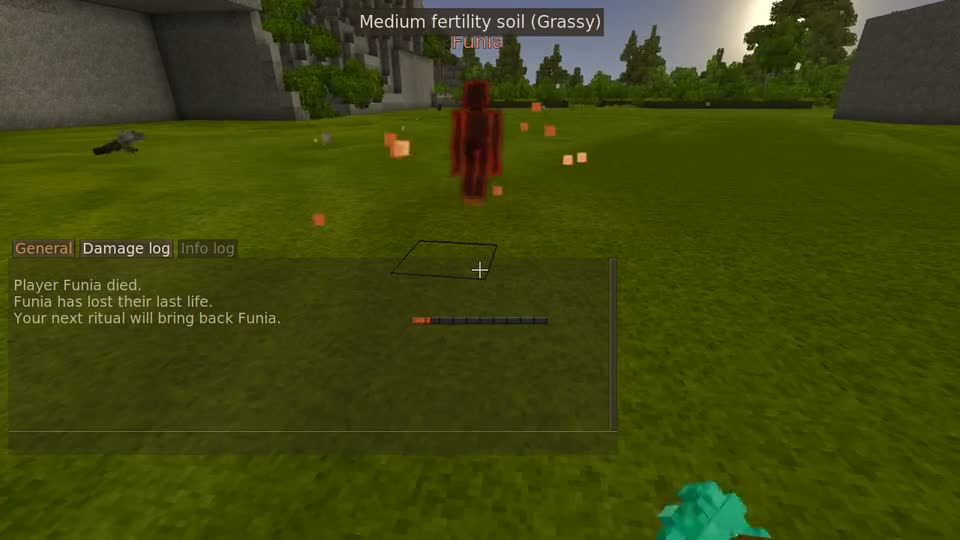 Medium fertility soil (Grassy)
Funia
General Damage log Info log
Player Funia died.
Funia has lost their last life.
Your next ritual will bring back Funia.